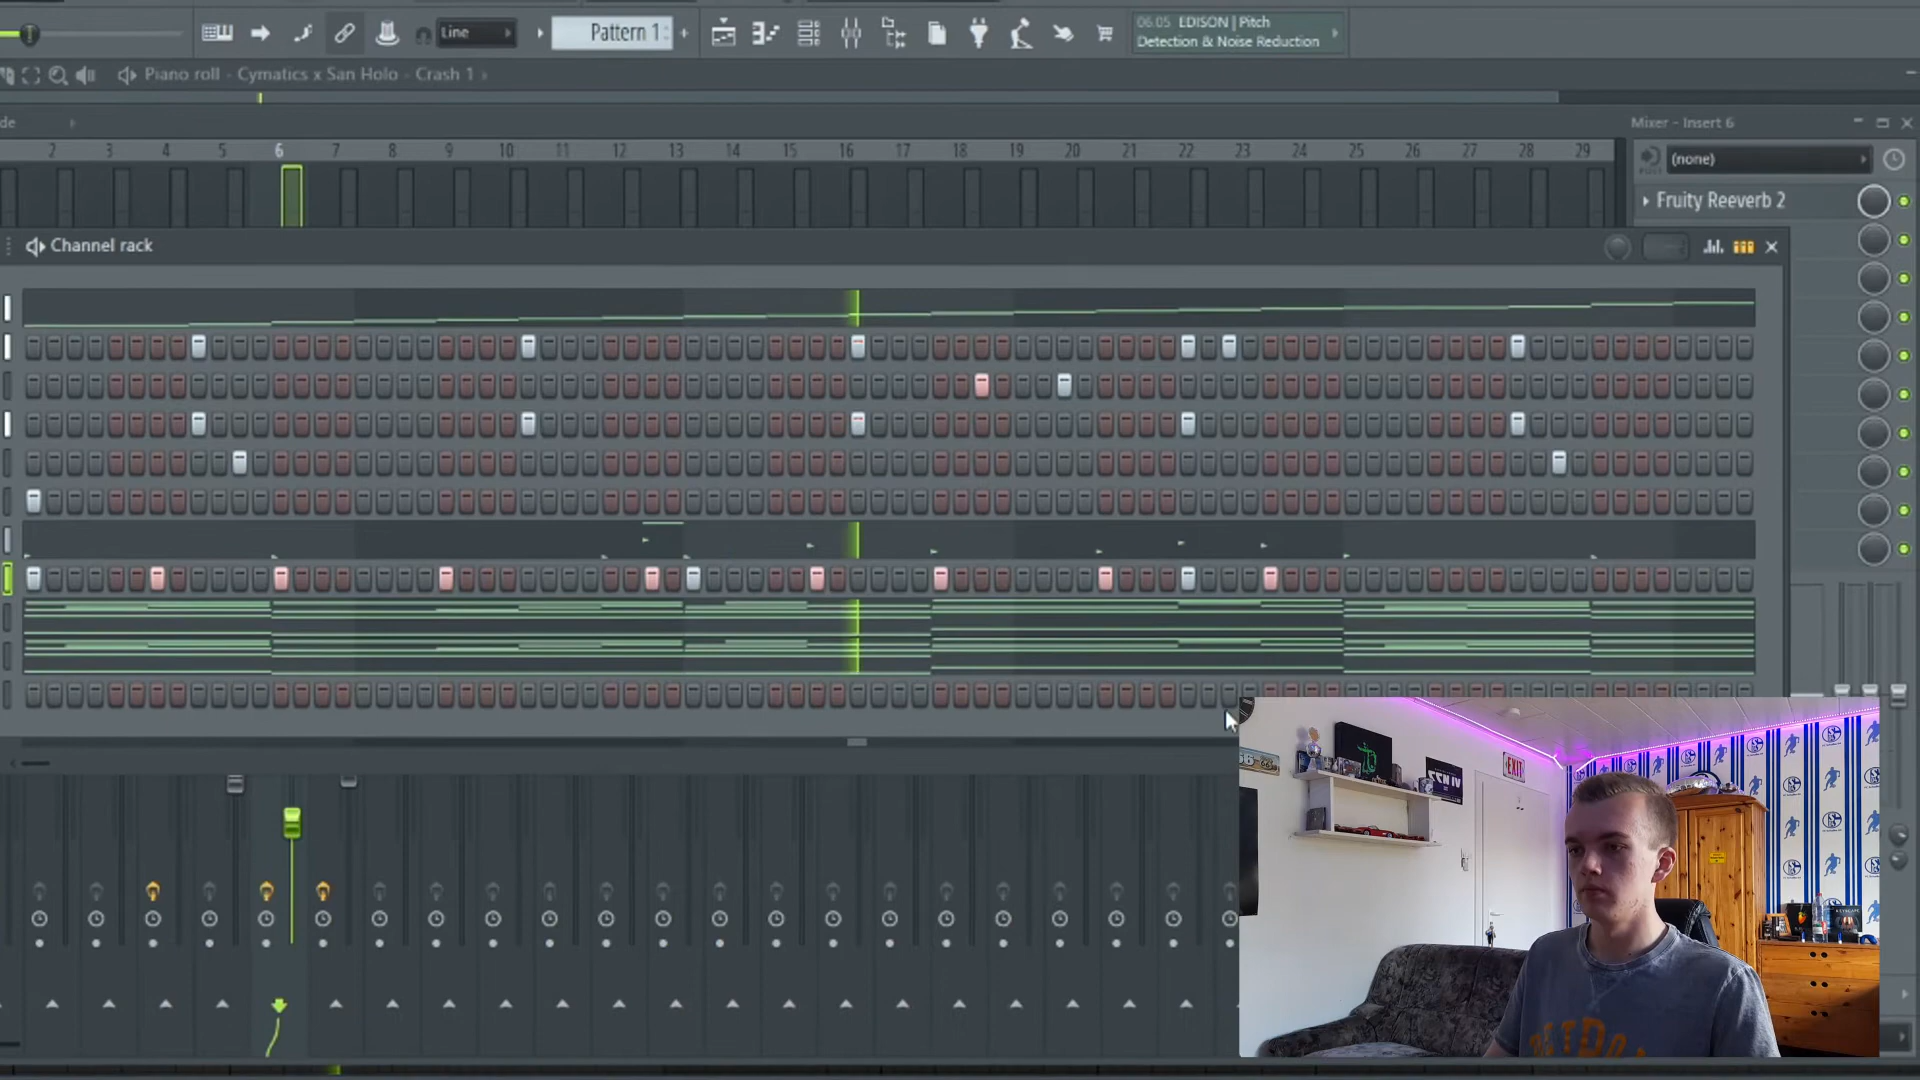 Line
Pattern 1
06.05 EDISON | Pitch
Detection & Noise Reduction
Piano roll - Cymatics x San Holo - Crash 1
de
Mixer - Insert 6
2 3 4 5 6 7 8 9 10 11 12 13 14 15 16 17 18 19 20 21 22 23 24 25 26 27 28 29
(none)
Fruity Reeverb 2
Channel rack
EXIT